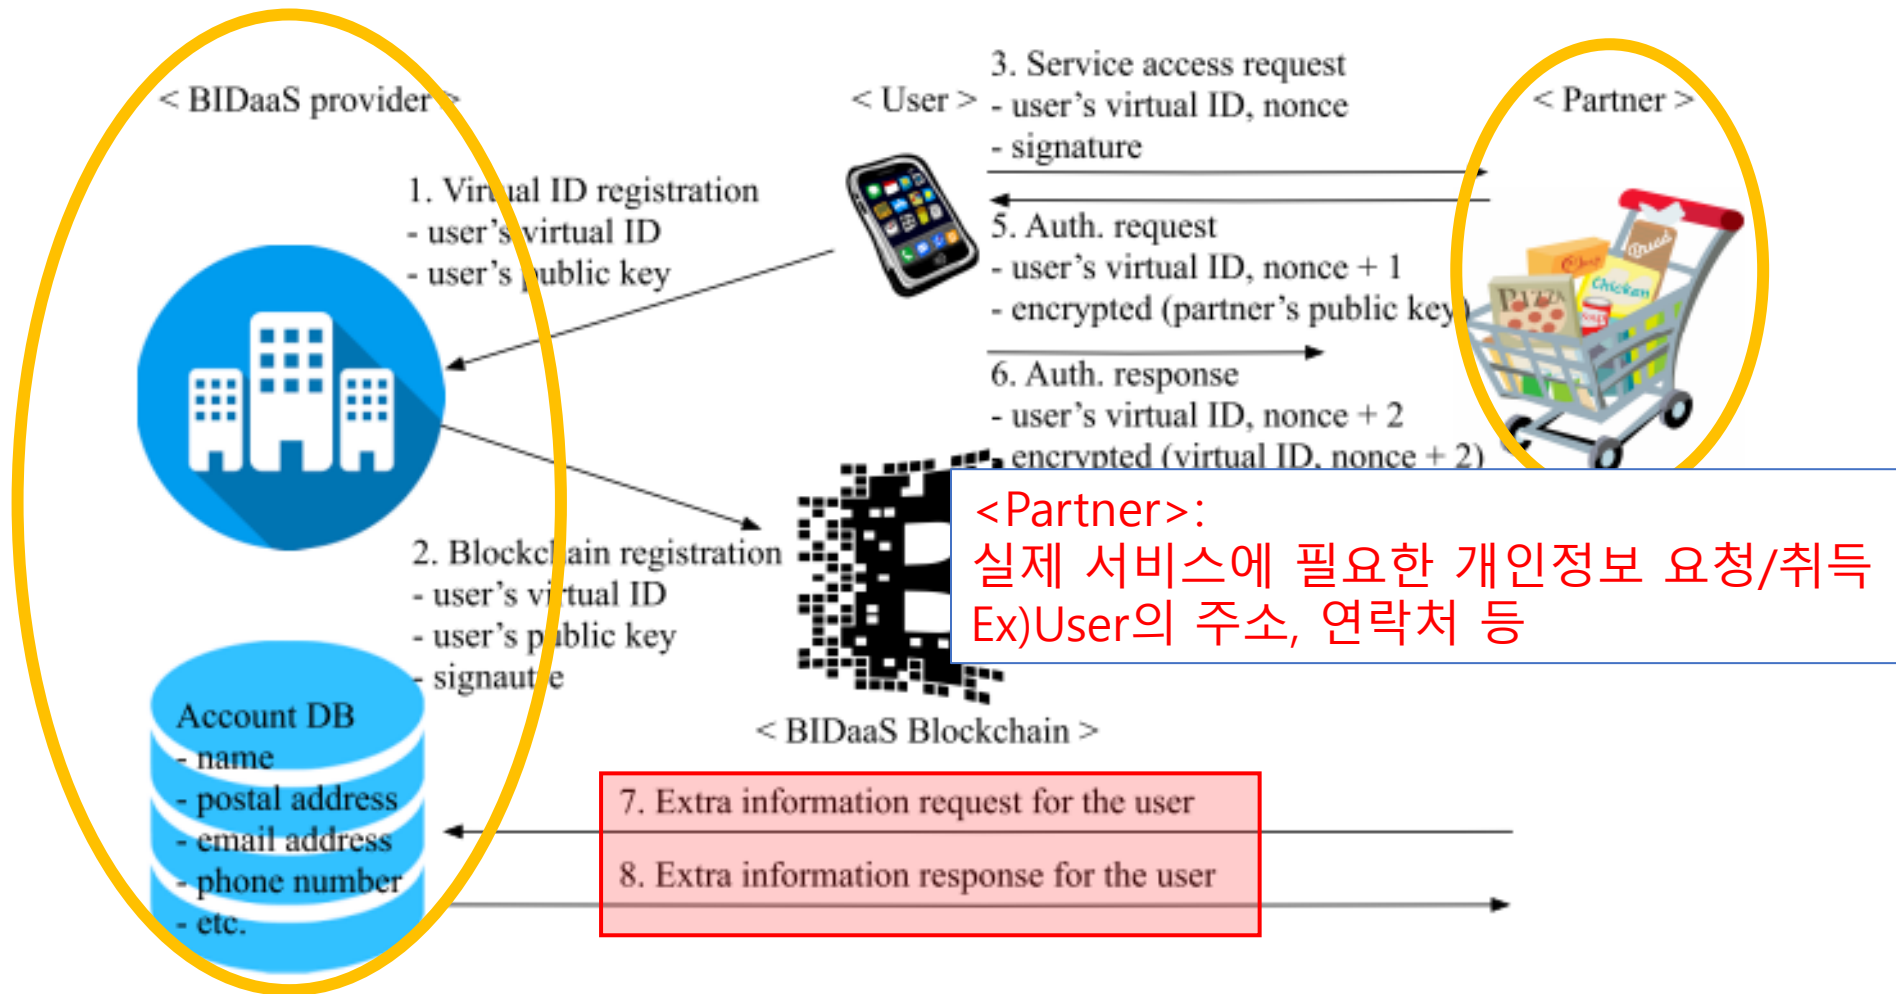 < BIDaaS provider >
1. Virtual ID registration
- user's virtual ID
- user's public key
2. Blockchain registration
- user's virtual ID
- user's public key
- signautre
Account DB
- name
- postal address
- email address
- phone number
- etc.
< User >
3. Service access request
- user's virtual ID, nonce
- signature
5. Auth. request
- user's virtual ID, nonce + 1
- encrypted (partner's public key)
6. Auth. response
- user's virtual ID, nonce + 2
- encrypted (virtual ID, nonce + 2)
< Partner >
PIZZA
Chicken
Bread
Soup
<Partner>:
실제 서비스에 필요한 개인정보 요청/취득
Ex)User의 주소, 연락처 등
< BIDaaS Blockchain >
7. Extra information request for the user
8. Extra information response for the user